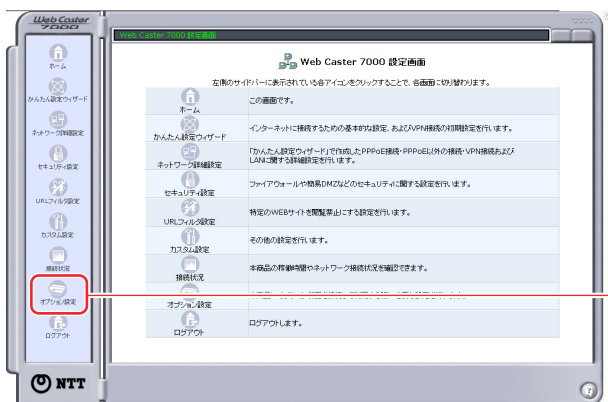 Web Caster
7000
Web Caster 7000 設定画面
Web Caster 7000 設定画面
左側のサイドバーに表示されている各アイコンをクリックすることで、各画面に切り替わります。
ホーム
かんたん設定ウィザード
ネットワーク詳細設定
セキュリティ設定
URLフィルタ設定
カスタム設定
接続状況
オプション設定
ログアウト
ホーム
この画面です。
かんたん設定ウィザード
インターネットに接続するための基本的な設定、およびVPN接続の初期設定を行います。
ネットワーク詳細設定
「かんたん設定ウィザード」で作成したPPPoE接続・PPPoE以外の接続・VPN接続および
LANに関する詳細設定を行います。
セキュリティ設定
ファイアウォールや簡易DMZなどのセキュリティに関する設定を行います。
URLフィルタ設定
特定のWEBサイトを閲覧禁止にする設定を行います。
カスタム設定
その他の設定を行います。
接続状況
本商品の稼働時間やネットワーク接続状況を確認できます。
オプション設定
ログアウト
ログアウトします。
NTT
?